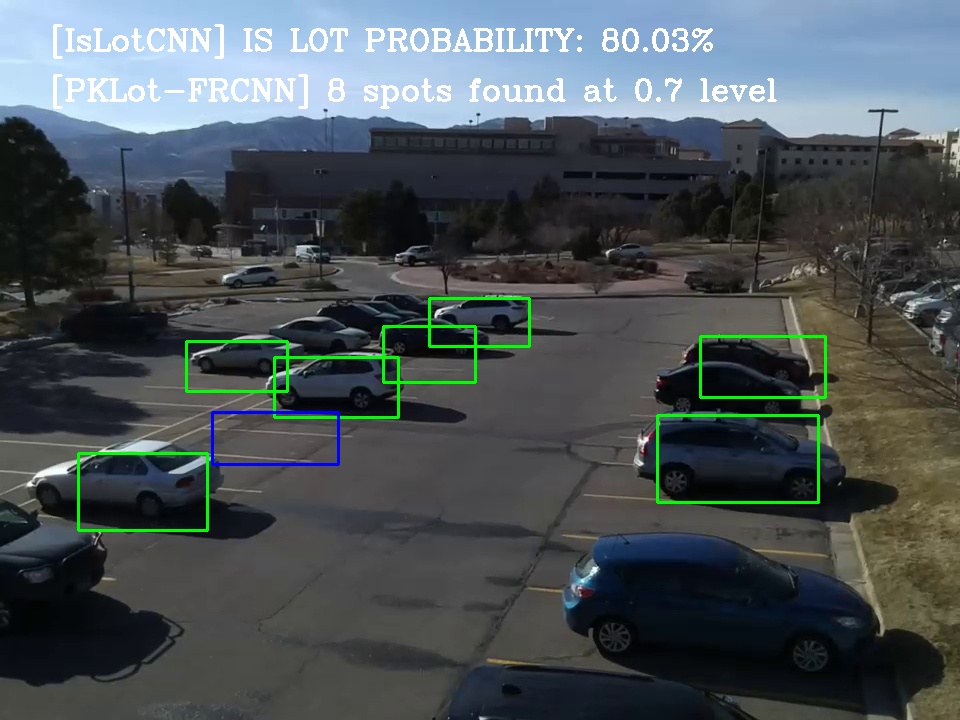 [IsLotCNN] IS LOT PROBABILITY: 80.03%
[PKLot-FRCNN] 8 spots found at 0.7 level